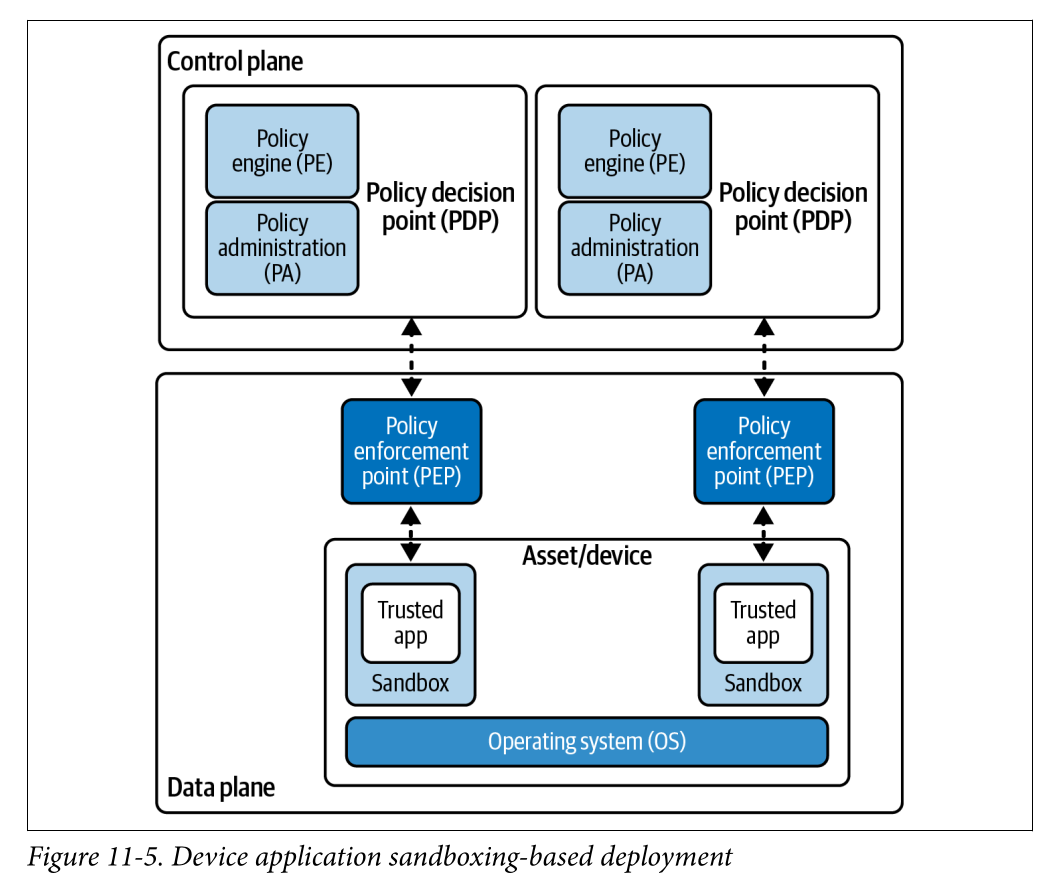 Control plane
Policy
engine (PE)
Policy
administration
(PA)
Policy decision
point (PDP)
Policy
engine (PE)
Policy
administration
(PA)
Policy decision
point (PDP)
Policy
enforcement
point (PEP)
Policy
enforcement
point (PEP)
Asset/device
Trusted
app
Sandbox
Trusted
app
Sandbox
Operating system (OS)
Data plane
Figure 11-5. Device application sandboxing-based deployment